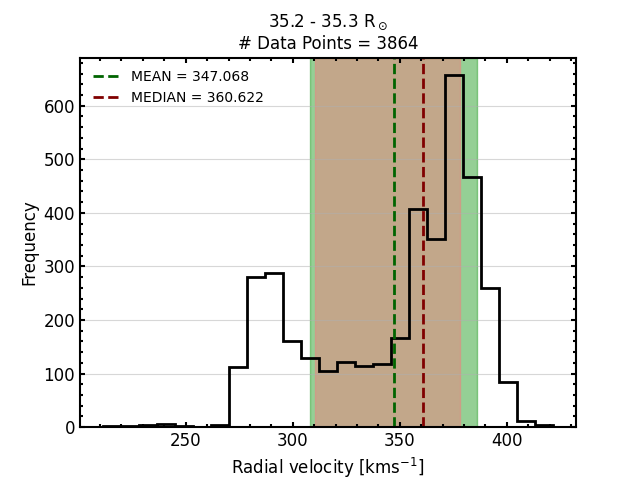 35.2 - 35.3 R⊙
# Data Points = 3864
MEAN = 347.068
MEDIAN = 360.622
Frequency
600
500
400
300
200
100
0
250
300
350
400
Radial velocity [kms⁻¹]